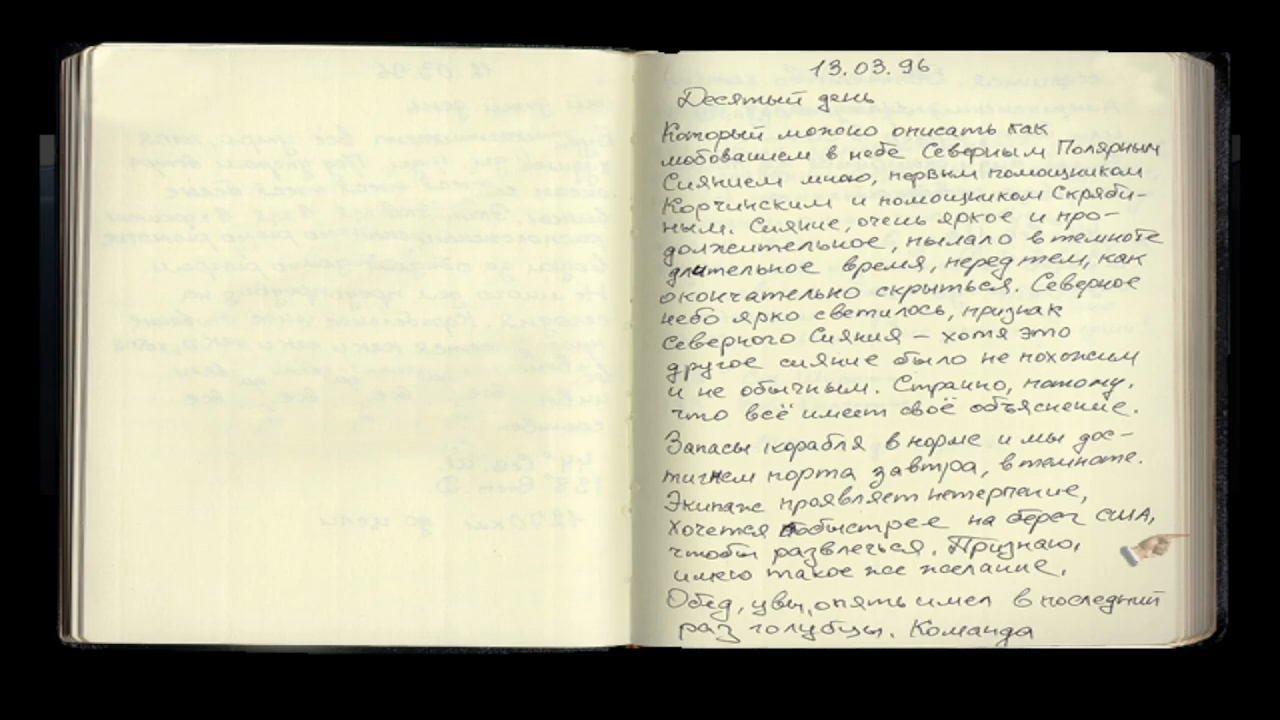 13.03.96
Десятый день
Который можно описать как
любованием в небе Северным Полярным
Сиянием мною, первым помощником
Корчинским и помощником Скряби-
ным. Сияние, очень яркое и про-
должительное, пылало в темноте
длительное время, перед тем, как
окончательно скрыться. Северное
небо ярко светилось, признак
Северного Сияния – хотя это
другое сияние было не похожим
и не обычным. Странно, потому,
что всё имеет своё объяснение.
Запасы корабля в норме и мы дос-
тигнем порта завтра, в темноте.
Экипаж проявляет нетерпение,
хочется побыстрее на берег США,
чтобы развлечься. Признаю,
имею такое же желание.
Обед, увы, опять имел в последний
раз голубцы. Команда